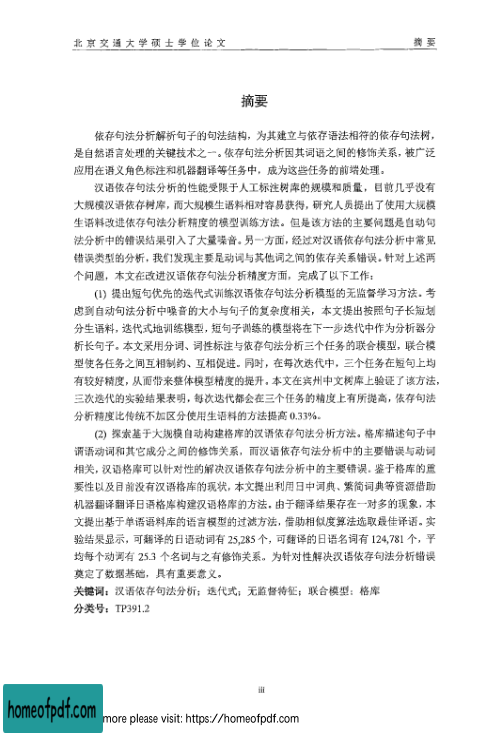 北京交通大学硕士学位论文 摘要
摘要
依存句法分析解析句子的句法结构，为其建立与依存语法相符的依存句法树，
是自然语言处理的关键技术之一。依存句法分析因其词语之间的修饰关系，被广泛
应用在语义角色标注和机器翻译等任务中，成为这些任务的前端处理。
汉语依存句法分析的性能受限于人工标注树库的规模和质量，目前几乎没有
大规模汉语依存树库，而大规模生语料相对容易获得，研究人员提出了使用大规模
生语料改进依存句法分析精度的模型训练方法。但是该方法的主要问题是自动句
法分析中的错误结果引入了大量噪音。另一方面，经过对汉语依存句法分析中常见
错误类型的分析，我们发现主要是动词与其他词之间的依存关系错误。针对上述两
个问题，本文在改进汉语依存句法分析精度方面，完成了以下工作：
(1) 提出短句优先的迭代式训练汉语依存句法分析模型的无监督学习方法。考
虑到自动句法分析中噪音的大小与句子的复杂度相关，本文提出按照句子长短划
分生语料，迭代式地训练模型，短句子训练的模型将在下一步迭代中作为分析器分
析长句子。本文采用分词、词性标注与依存句法分析三个任务的联合模型，联合模
型使各任务之间互相制约、互相促进。同时，在每次迭代中，三个任务在短句上均
有较好精度，从而带来整体模型精度的提升。本文在宾州中文树库上验证了该方法，
三次迭代的实验结果表明，每次迭代都会在三个任务的精度上有所提高，依存句法
分析精度比传统不加区分使用生语料的方法提高 0.33%。
(2) 探索基于大规模自动构建格库的汉语依存句法分析方法。格库描述句子中
谓语动词和其它成分之间的修饰关系，而汉语依存句法分析中的主要错误与动词
相关，汉语格库可以针对性的解决汉语依存句法分析中的主要错误。鉴于格库的重
要性以及目前没有汉语格库的现状，本文提出利用日中词典、繁简词典等资源借助
机器翻译翻译日语格库构建汉语格库的方法。由于翻译结果存在一对多的现象，本
文提出基于单语语料库的语言模型的过滤方法，借助相似度算法选取最佳译语。实
验结果显示，可翻译的日语动词有 25,285 个，可翻译的日语名词有 124,781 个，平
均每个动词有 25.3 个名词与之有修饰关系。为针对性解决汉语依存句法分析错误
奠定了数据基础，具有重要意义。
关键词：汉语依存句法分析；迭代式；无监督特征；联合模型；格库
分类号：TP391.2
iii
homeofpdf.com
more please visit: https://homeofpdf.com